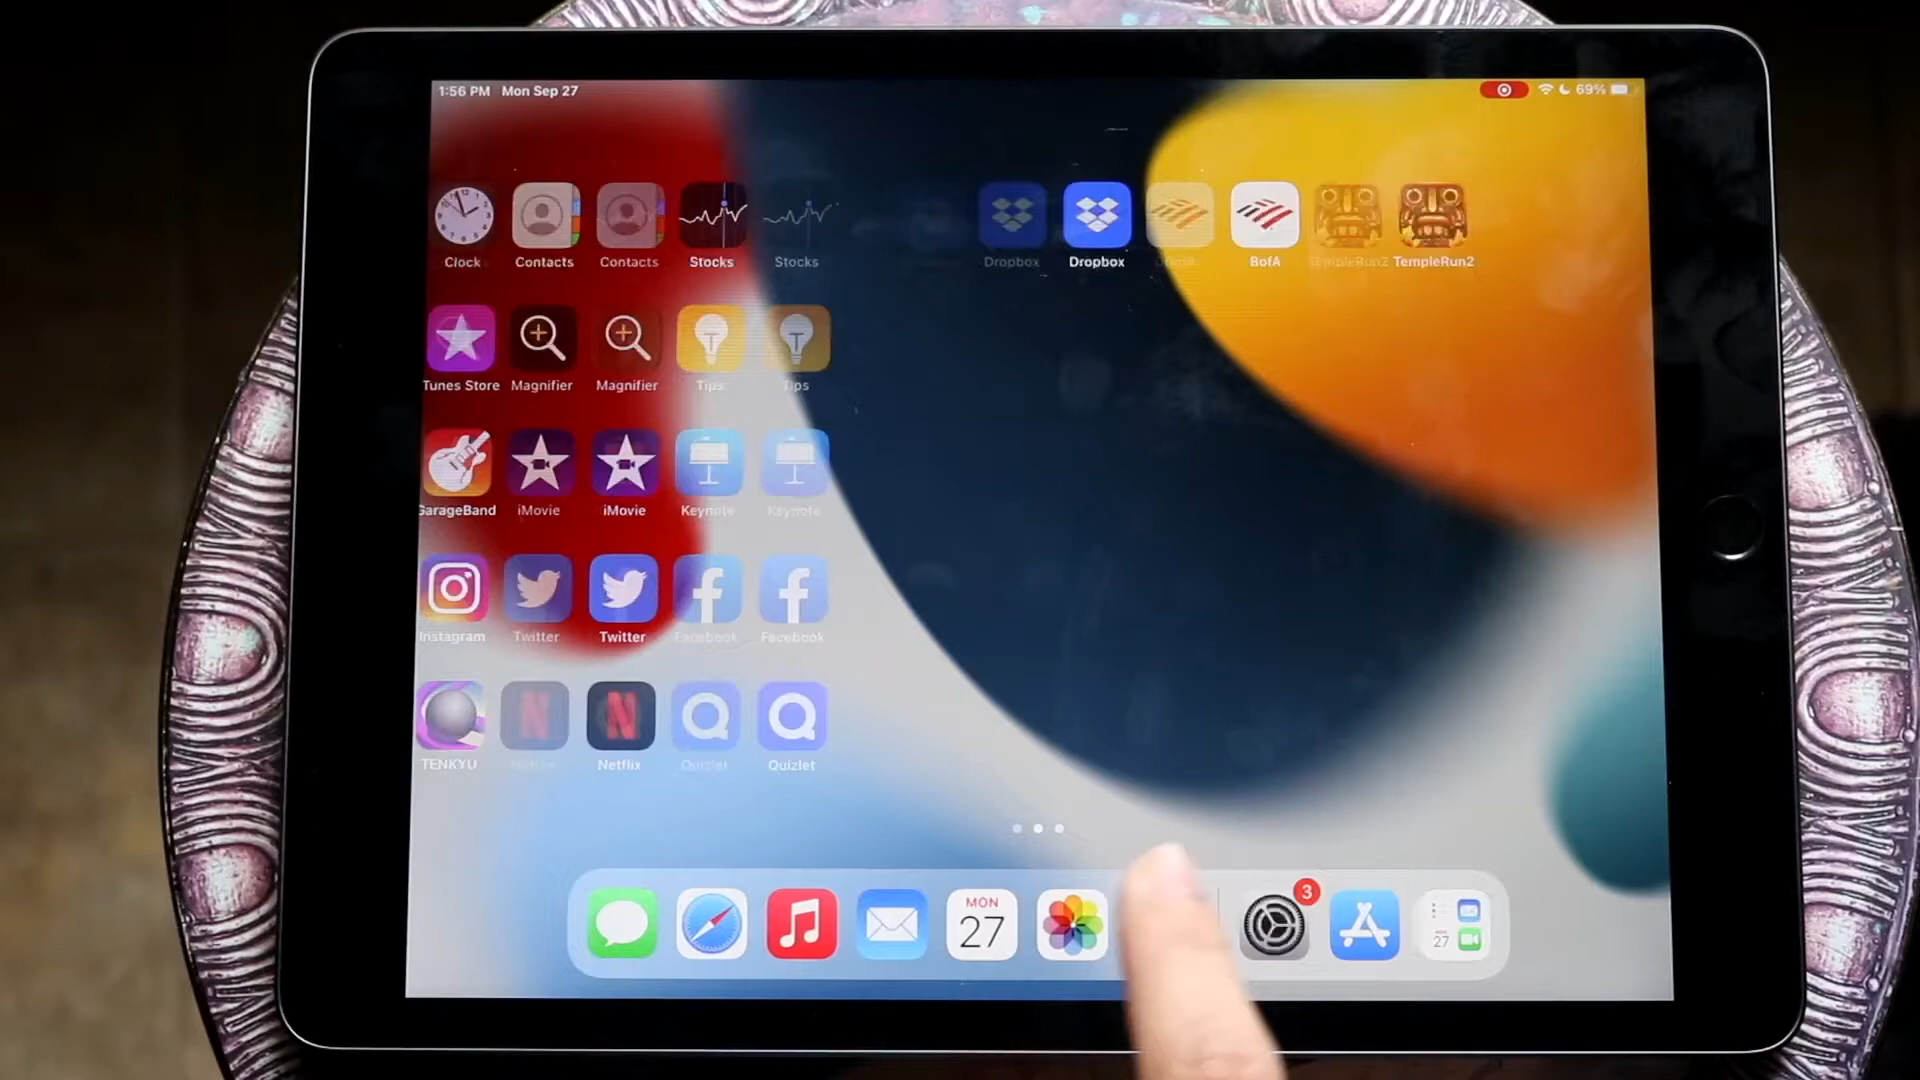 1:56 PM Mon Sep 27 69%
Clock Contacts Contacts Stocks Stocks Dropbox Dropbox BofA TempleRun2 TempleRun2
Tunes Store Magnifier Magnifier Tips Tips
GarageBand iMovie iMovie Keynote Keynote
Instagram Twitter Twitter Facebook Facebook
TENKYU Netflix Quizlet Quizlet
3
MON
27
27